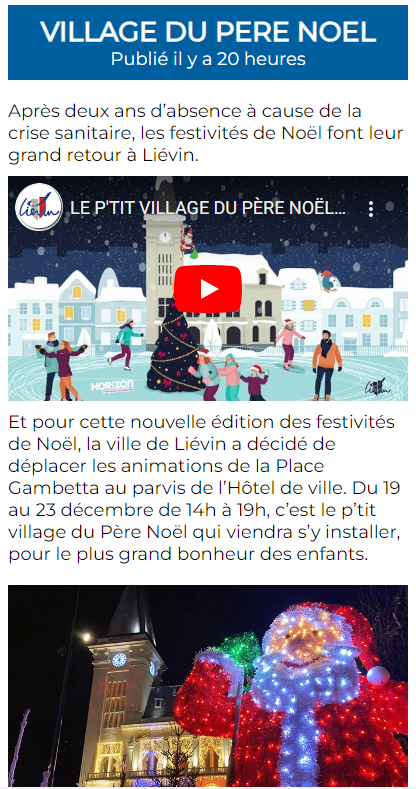 VILLAGE DU PERE NOEL
Publié il y a 20 heures
Après deux ans d’absence à cause de la
crise sanitaire, les festivités de Noël font leur
grand retour à Liévin.
Liévin
LE P'TIT VILLAGE DU PÈRE NOËL...
HORIZON
Liévin
Et pour cette nouvelle édition des festivités
de Noël, la ville de Liévin a décidé de
déplacer les animations de la Place
Gambetta au parvis de l’Hôtel de ville. Du 19
au 23 décembre de 14h à 19h, c’est le p’tit
village du Père Noël qui viendra s’y installer,
pour le plus grand bonheur des enfants.